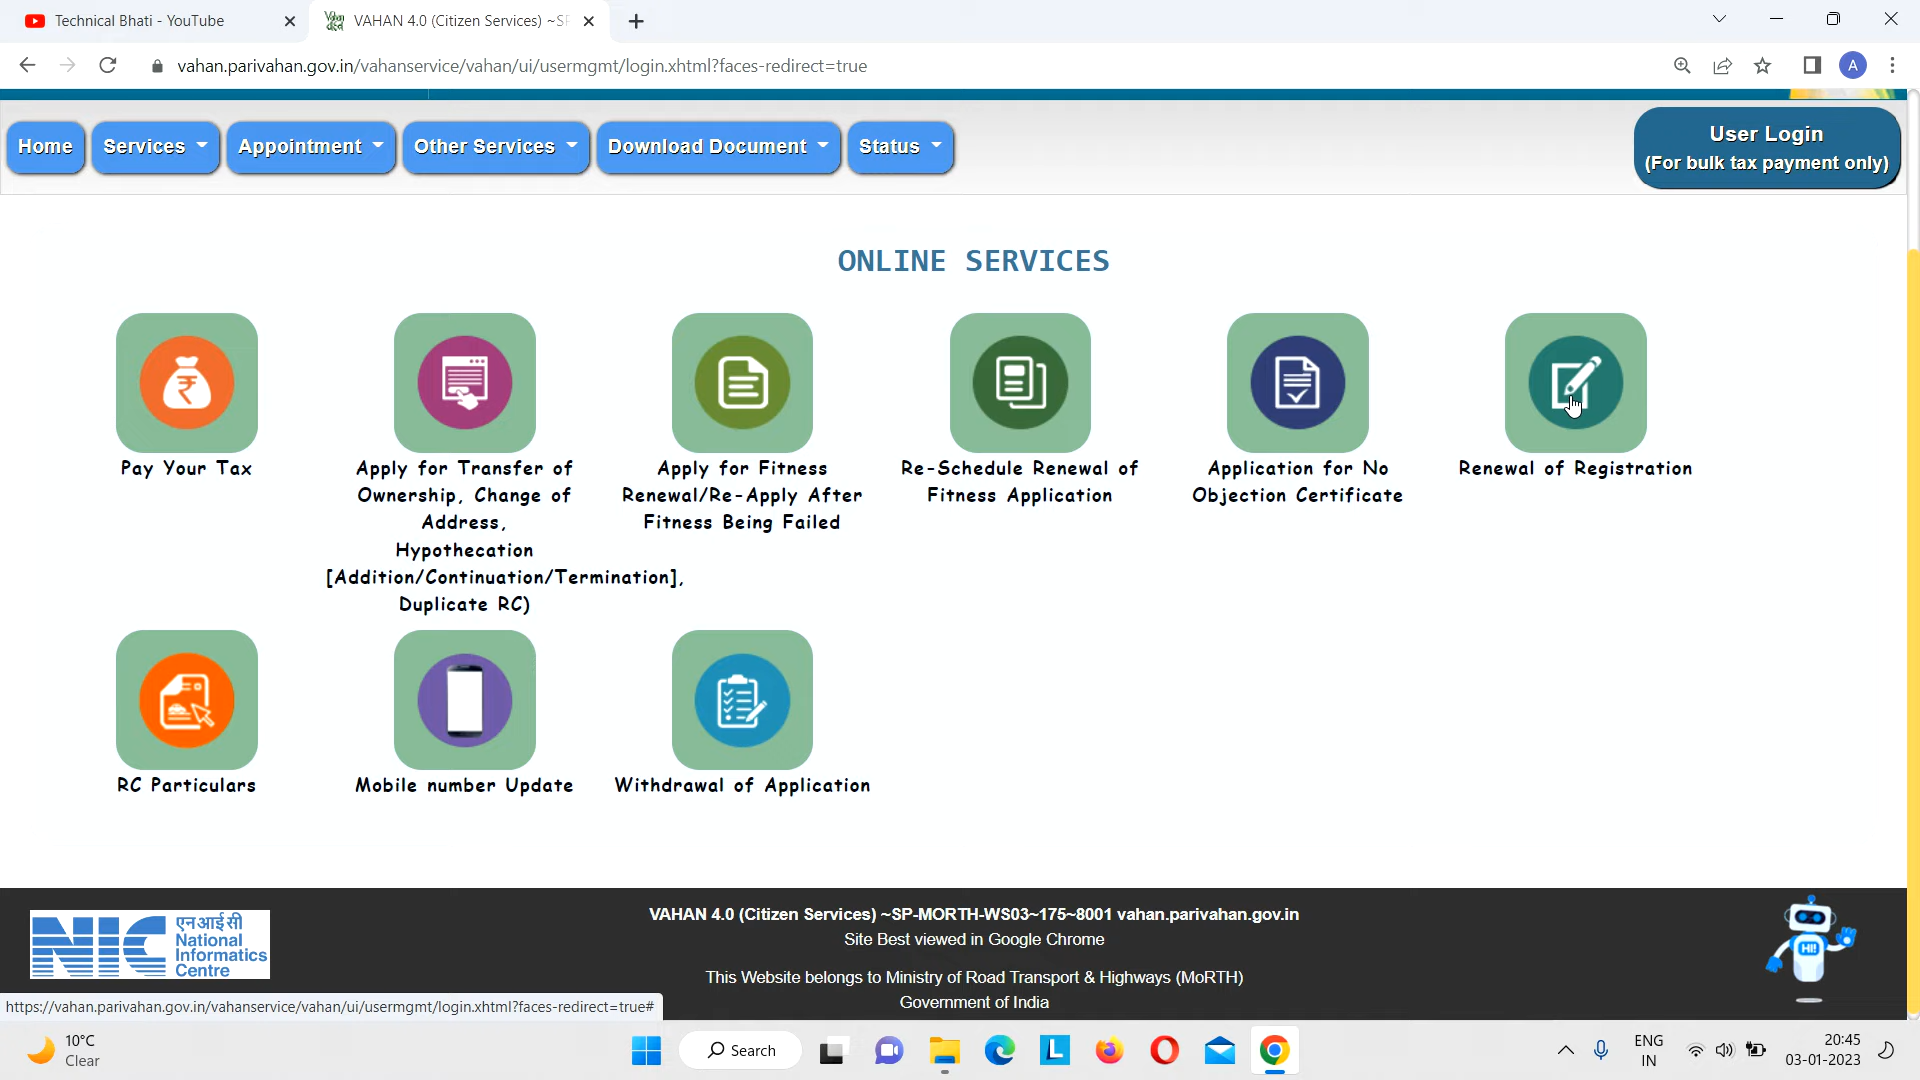 Technical Bhati - YouTube
VAHAN 4.0 (Citizen Services) ~SP
vahan.parivahan.gov.in/vahanservice/vahan/ui/usermgmt/login.xhtml?faces-redirect=true
A
Home
Services
Appointment
Other Services
Download Document
Status
User Login
(For bulk tax payment only)
ONLINE SERVICES
Pay Your Tax
Apply for Transfer of
Ownership, Change of
Address,
Hypothecation
[Addition/Continuation/Termination],
Duplicate RC)
Apply for Fitness
Renewal/Re-Apply After
Fitness Being Failed
Re-Schedule Renewal of
Fitness Application
Application for No
Objection Certificate
Renewal of Registration
RC Particulars
Mobile number Update
Withdrawal of Application
NIC
एनआईसी
National
Informatics
Centre
VAHAN 4.0 (Citizen Services) ~SP-MORTH-WS03~175~8001 vahan.parivahan.gov.in
Site Best viewed in Google Chrome
This Website belongs to Ministry of Road Transport & Highways (MoRTH)
Government of India
HI!
https://vahan.parivahan.gov.in/vahanservice/vahan/ui/usermgmt/login.xhtml?faces-redirect=true#
10°C
Clear
Search
L
ENG
IN
20:45
03-01-2023